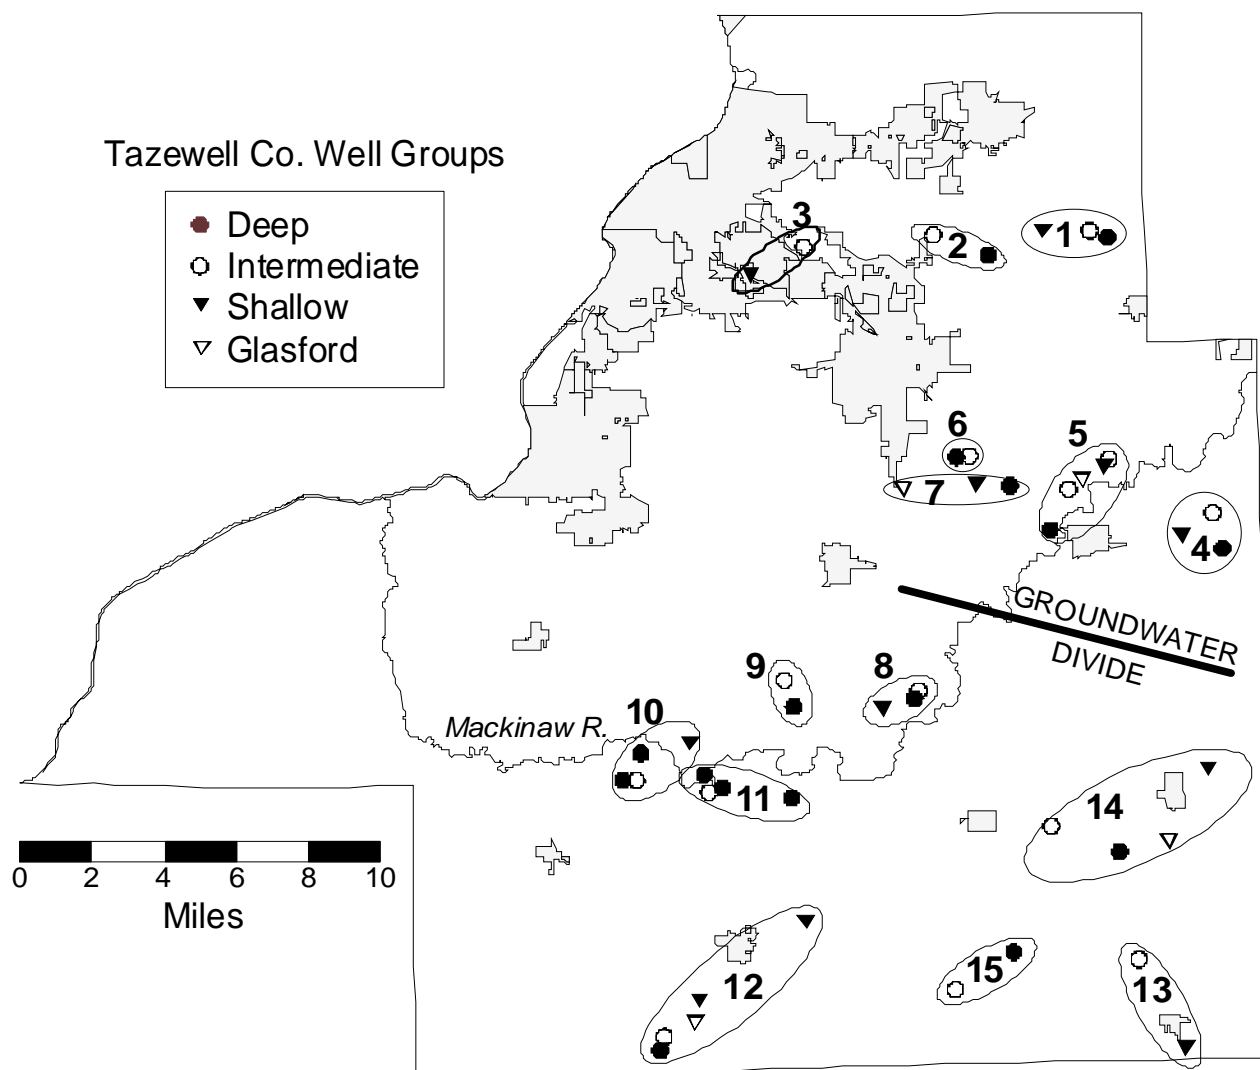 Tazewell Co. Well Groups
Deep
Intermediate
Shallow
Glasford
3
2
1
6
5
7
4
GROUNDWATER
DIVIDE
9
8
10
Mackinaw R.
11
14
0 2 4 6 8 10
Miles
12
15
13